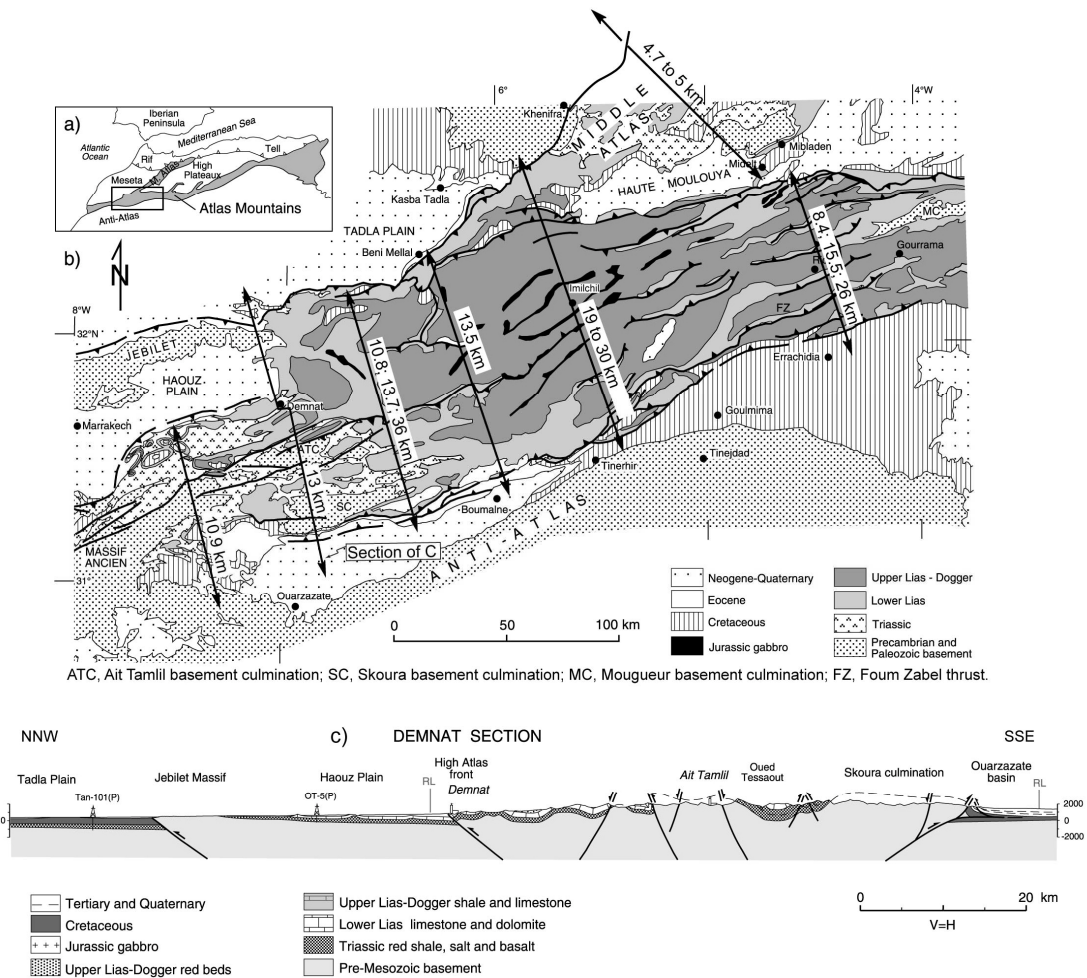 a)
Iberian
Peninsula
Mediterranean Sea
Atlantic
Ocean
Rif
Tell
M. Atlas
High
Plateaux
Meseta
Anti-Atlas
Atlas Mountains
b)
N
6°
4°W
8°W
32°N
31°
4.7 to 5 km
Khenifra
MIDDLE
ATLAS
Mibladen
Midelt
HAUTE MOULOUYA
Kasba Tadla
TADLA PLAIN
Beni Mellal
MC
Gourrama
R
Imilchil
FZ
Errachidia
JEBILET
HAOUZ
PLAIN
Marrakech
Demnat
ATC
SC
Goulmima
Tinejdad
Tinerhir
Boumalne
MASSIF
ANCIEN
Ouarzazate
ANTI-ATLAS
10.9 km
13 km
10.8; 13.7; 36 km
13.5 km
19 to 30 km
8.4; 15.5; 26 km
Section of C
0 50 100 km
Neogene-Quaternary
Eocene
Cretaceous
Jurassic gabbro
Upper Lias - Dogger
Lower Lias
Triassic
Precambrian and
Paleozoic basement
ATC, Ait Tamlil basement culmination; SC, Skoura basement culmination; MC, Mougueur basement culmination; FZ, Foum Zabel thrust.
NNW
c) DEMNAT SECTION
SSE
Tadla Plain
Jebilet Massif
Haouz Plain
High Atlas
front
Demnat
Ait Tamlil
Oued
Tessaout
Skoura culmination
Ouarzazate
basin
Tan-101(P)
OT-5(P)
RL
RL
0
2000
0
-2000
Tertiary and Quaternary
Cretaceous
Jurassic gabbro
Upper Lias-Dogger red beds
Upper Lias-Dogger shale and limestone
Lower Lias limestone and dolomite
Triassic red shale, salt and basalt
Pre-Mesozoic basement
0 20 km
V=H